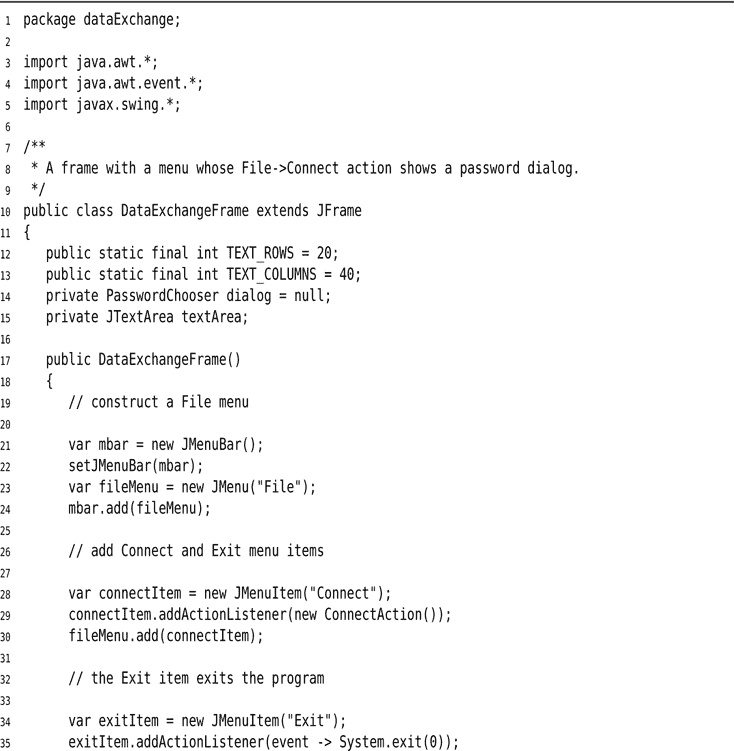 1 package dataExchange;
2
3 import java.awt.*;
4 import java.awt.event.*;
5 import javax.swing.*;
6
7 /**
8  * A frame with a menu whose File->Connect action shows a password dialog.
9  */
10 public class DataExchangeFrame extends JFrame
11 {
12    public static final int TEXT_ROWS = 20;
13    public static final int TEXT_COLUMNS = 40;
14    private PasswordChooser dialog = null;
15    private JTextArea textArea;
16
17    public DataExchangeFrame()
18    {
19       // construct a File menu
20
21       var mbar = new JMenuBar();
22       setJMenuBar(mbar);
23       var fileMenu = new JMenu("File");
24       mbar.add(fileMenu);
25
26       // add Connect and Exit menu items
27
28       var connectItem = new JMenuItem("Connect");
29       connectItem.addActionListener(new ConnectAction());
30       fileMenu.add(connectItem);
31
32       // the Exit item exits the program
33
34       var exitItem = new JMenuItem("Exit");
35       exitItem.addActionListener(event -> System.exit(0));